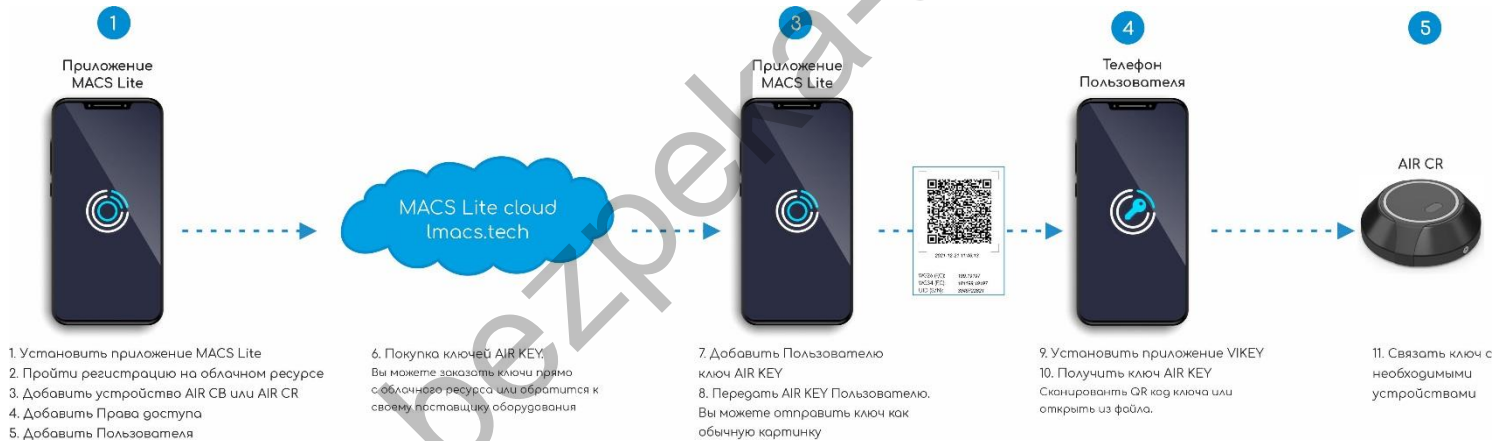 1
Приложение
MACS Lite
1. Установить приложение MACS Lite
2. Пройти регистрацию на облачном ресурсе
3. Добавить устройство AIR CB или AIR CR
4. Добавить Права доступа
5. Добавить Пользователя
MACS Lite cloud
lmacs.tech
6. Покупка ключей AIR KEY.
Вы можете заказать ключи прямо
с облачного ресурса или обратится к
своему поставщику оборудования
3
Приложение
MACS Lite
7. Добавить Пользователю
ключ AIR KEY
8. Передать AIR KEY Пользователю.
Вы можете отправить ключ как
обычную картинку
4
Телефон
Пользователя
9. Установить приложение VIKEY
10. Получить ключ AIR KEY
Сканированть QR код ключа или
открыть из файла.
5
AIR CR
11. Связать ключ с
необходимыми
устройствами
bezpeka-